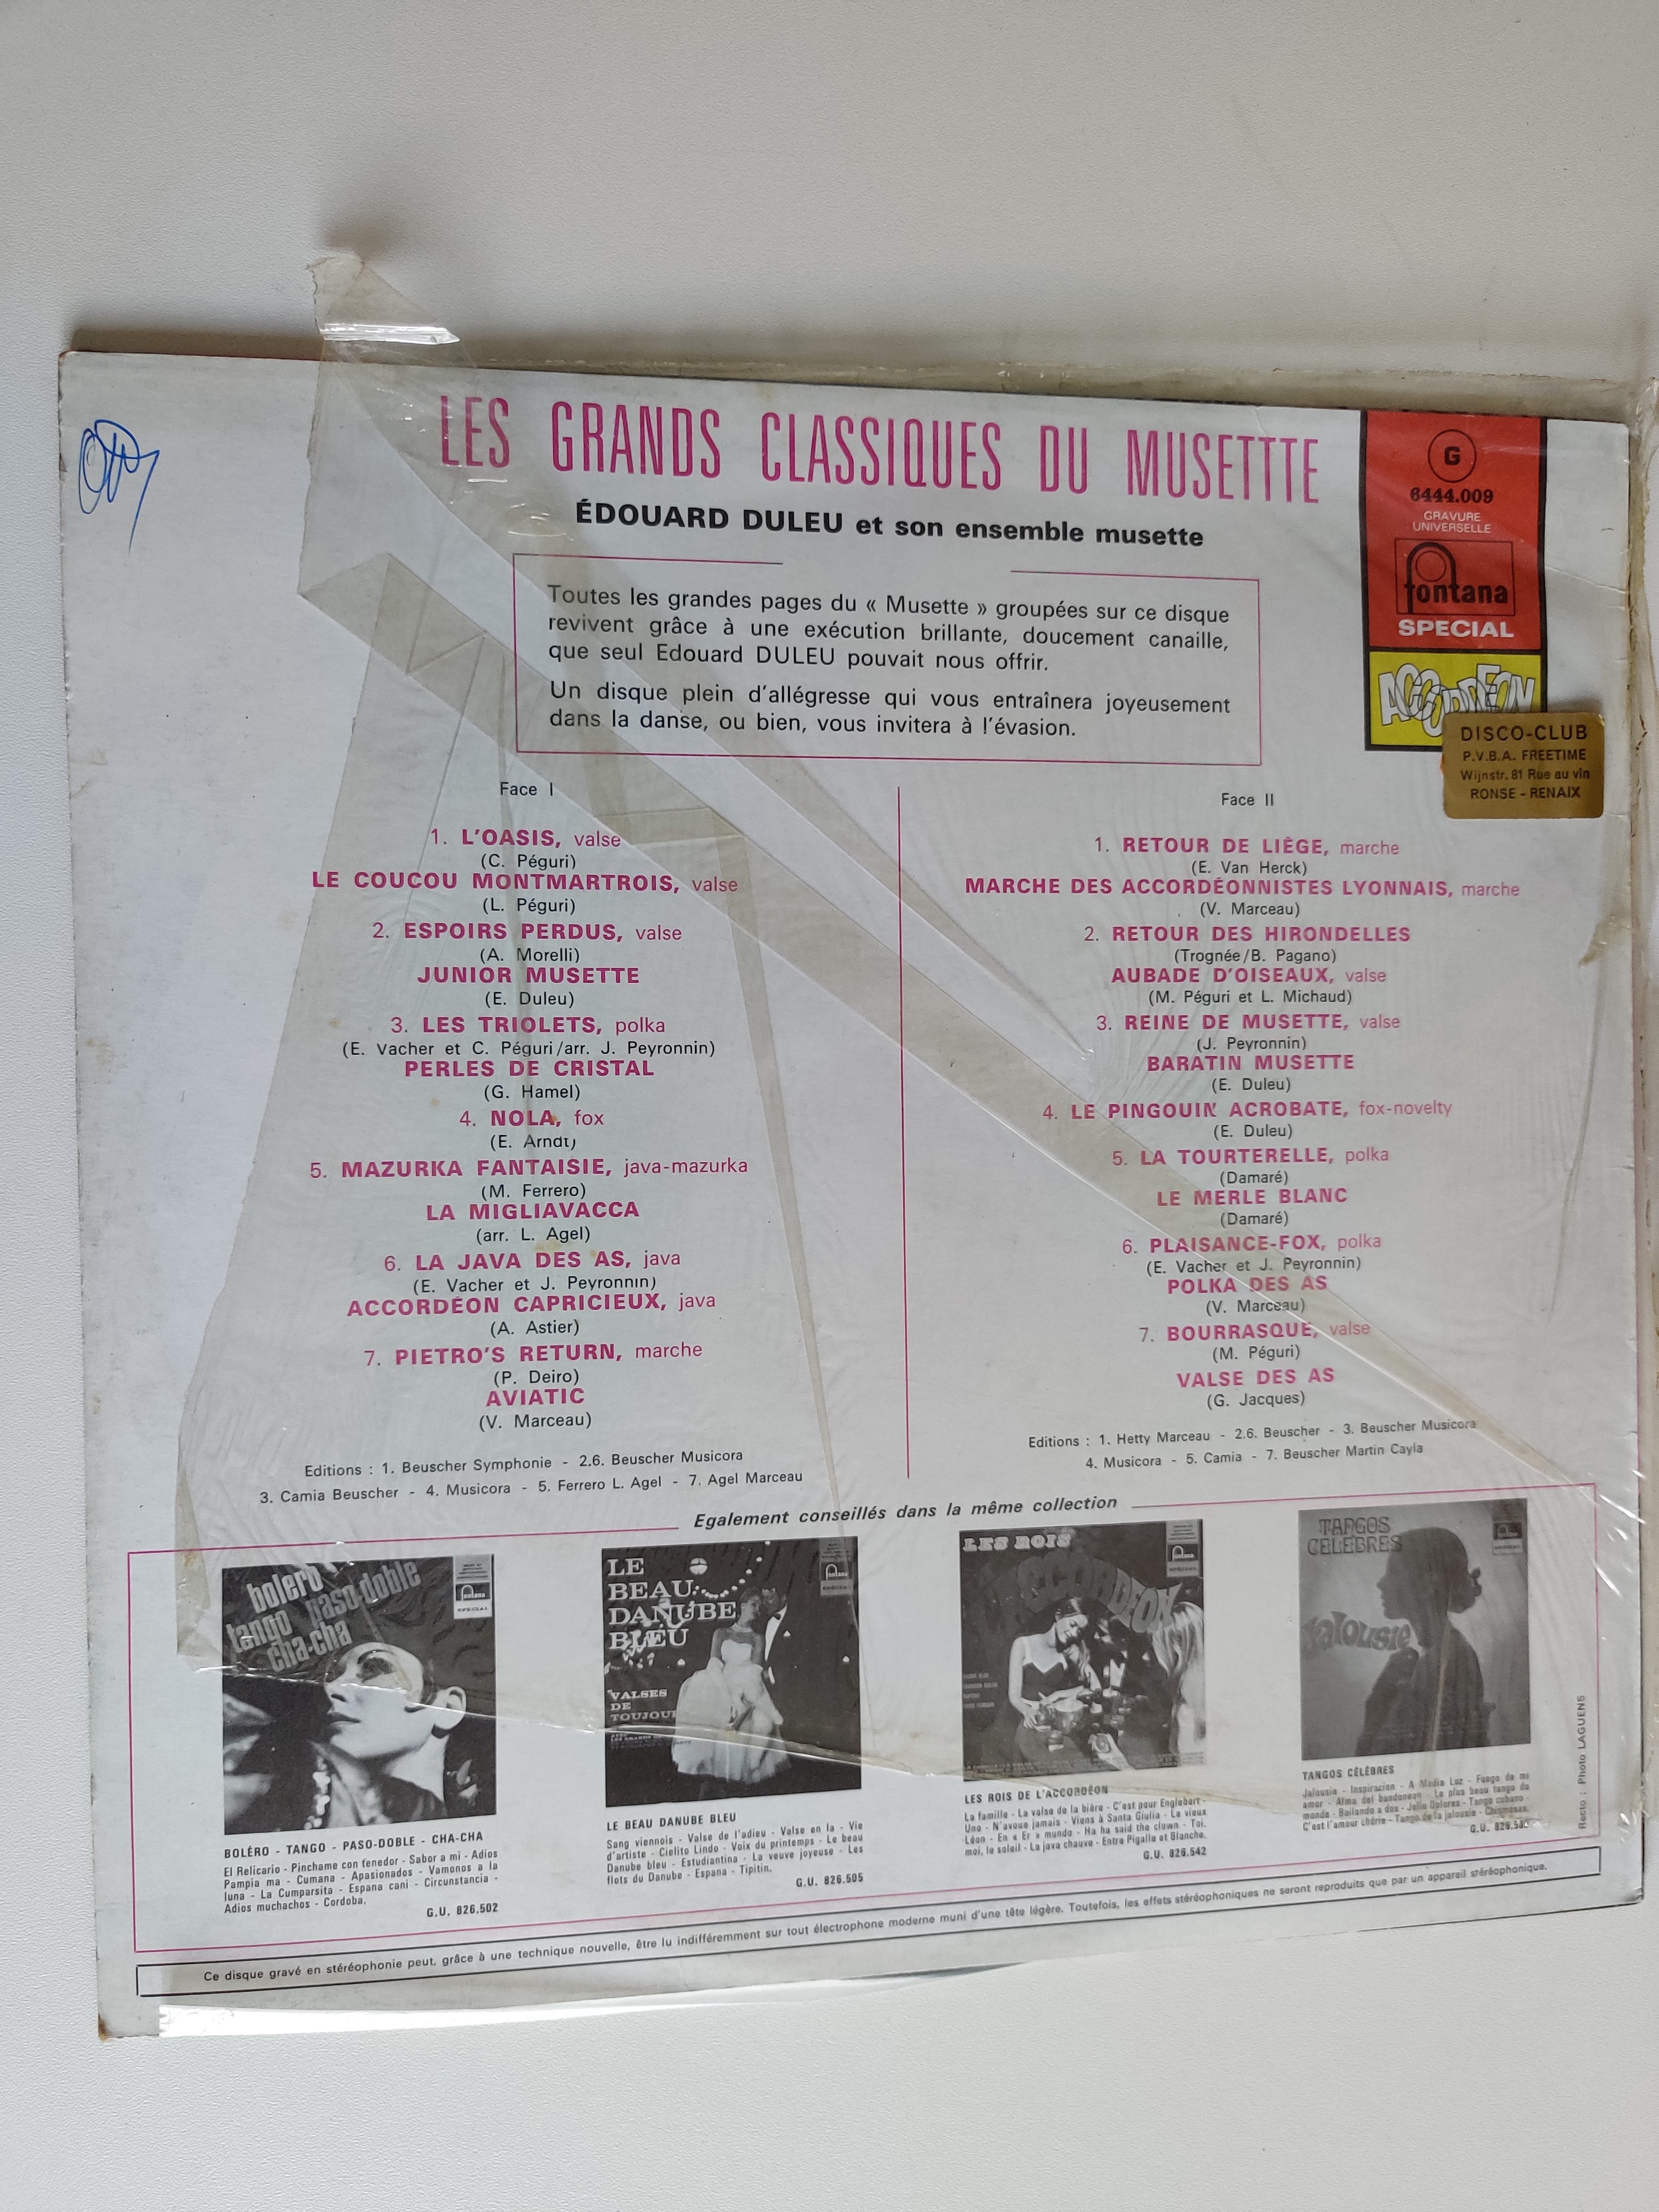 LES GRANDS CLASSIQUES DU MUSETTTE
ÉDOUARD DULEU et son ensemble musette
G
6444.009
GRAVURE
UNIVERSELLE
fontana
SPECIAL
ACCORDÉON
DISCO-CLUB
P.V.B.A. FREETIME
Wijnstr. 81 Rue au vin
RONSE - RENAIX
Toutes les grandes pages du « Musette » groupées sur ce disque
revivent grâce à une exécution brillante, doucement canaille,
que seul Edouard DULEU pouvait nous offrir.
Un disque plein d'allégresse qui vous entraînera joyeusement
dans la danse, ou bien, vous invitera à l'évasion.
Face I
1. L'OASIS, valse
(C. Péguri)
LE COUCOU MONTMARTROIS, valse
(L. Péguri)
2. ESPOIRS PERDUS, valse
(A. Morelli)
JUNIOR MUSETTE
(E. Duleu)
3. LES TRIOLETS, polka
(E. Vacher et C. Péguri/arr. J. Peyronnin)
PERLES DE CRISTAL
(G. Hamel)
4. NOLA, fox
(E. Arndt)
5. MAZURKA FANTAISIE, java-mazurka
(M. Ferrero)
LA MIGLIAVACCA
(arr. L. Agel)
6. LA JAVA DES AS, java
(E. Vacher et J. Peyronnin)
ACCORDÉON CAPRICIEUX, java
(A. Astier)
7. PIETRO'S RETURN, marche
(P. Deiro)
AVIATIC
(V. Marceau)
Editions : 1. Beuscher Symphonie - 2.6. Beuscher Musicora
3. Camia Beuscher - 4. Musicora - 5. Ferrero L. Agel - 7. Agel Marceau
Face II
1. RETOUR DE LIÈGE, marche
(E. Van Herck)
MARCHE DES ACCORDÉONNISTES LYONNAIS, marche
(V. Marceau)
2. RETOUR DES HIRONDELLES
(Trognée/B. Pagano)
AUBADE D'OISEAUX, valse
(M. Péguri et L. Michaud)
3. REINE DE MUSETTE, valse
(J. Peyronnin)
BARATIN MUSETTE
(E. Duleu)
4. LE PINGOUIN ACROBATE, fox-novelty
(E. Duleu)
5. LA TOURTERELLE, polka
(Damaré)
LE MERLE BLANC
(Damaré)
6. PLAISANCE-FOX, polka
(E. Vacher et J. Peyronnin)
POLKA DES AS
(V. Marceau)
7. BOURRASQUE, valse
(M. Péguri)
VALSE DES AS
(G. Jacques)
Editions : 1. Hetty Marceau - 2.6. Beuscher - 3. Beuscher Musicora
4. Musicora - 5. Camia - 7. Beuscher Martin Cayla
Egalement conseillés dans la même collection
bolero
paso-doble
tango
cha-cha
fontana
SPECIAL
BOLÉRO - TANGO - PASO-DOBLE - CHA-CHA
El Relicario - Pinchame con fenedor - Sabor a mi - Adios
Pampia ma - Cumana - Apasionados - Vamonos a la
luna - La Cumparsita - Espana cani - Circunstancia -
Adios muchachos - Cordoba.
G.U. 826.502
LE
BEAU
DANUBE
BLEU
VALSES
DE
TOUJOU
fontana
LE BEAU DANUBE BLEU
Sang viennois - Valse de l'adieu - Valse en la - Vie
d'artiste - Cielito Lindo - Voix du printemps - Le beau
Danube bleu - Estudiantina - La veuve joyeuse - Les
flots du Danube - Espana - Tipitin.
G.U. 826.505
LES ROIS
L'ACCORDEON
fontana
LES ROIS DE L'ACCORDÉON
La famille - La valse de la bière - C'est pour Englebert -
Uno - N'avoue jamais - Viens à Santa Giulia - Le vieux
Léon - En « Er » mundo - Ha ha said the clown - Toi,
moi, le soleil - La java chauve - Entre Pigalle et Blanche.
G.U. 826.542
TANGOS
CELEBRES
Jalousie
TANGOS CÉLÈBRES
Jalousie - Inspiracion - A Media Luz - Fuego de mi
amor - Alma del bandoneon - Le plus beau tango du
monde - Bailando a dos - Julio Dolores - Tango cubano -
C'est l'amour chérie - Tango de la jalousie -
G.U.
Recto : Photo LAGUENS
Ce disque gravé en stéréophonie peut, grâce à une technique nouvelle, être lu indifféremment sur tout électrophone moderne muni d'une tête légère. Toutefois, les effets stéréophoniques ne seront reproduits que par un appareil stéréophonique.